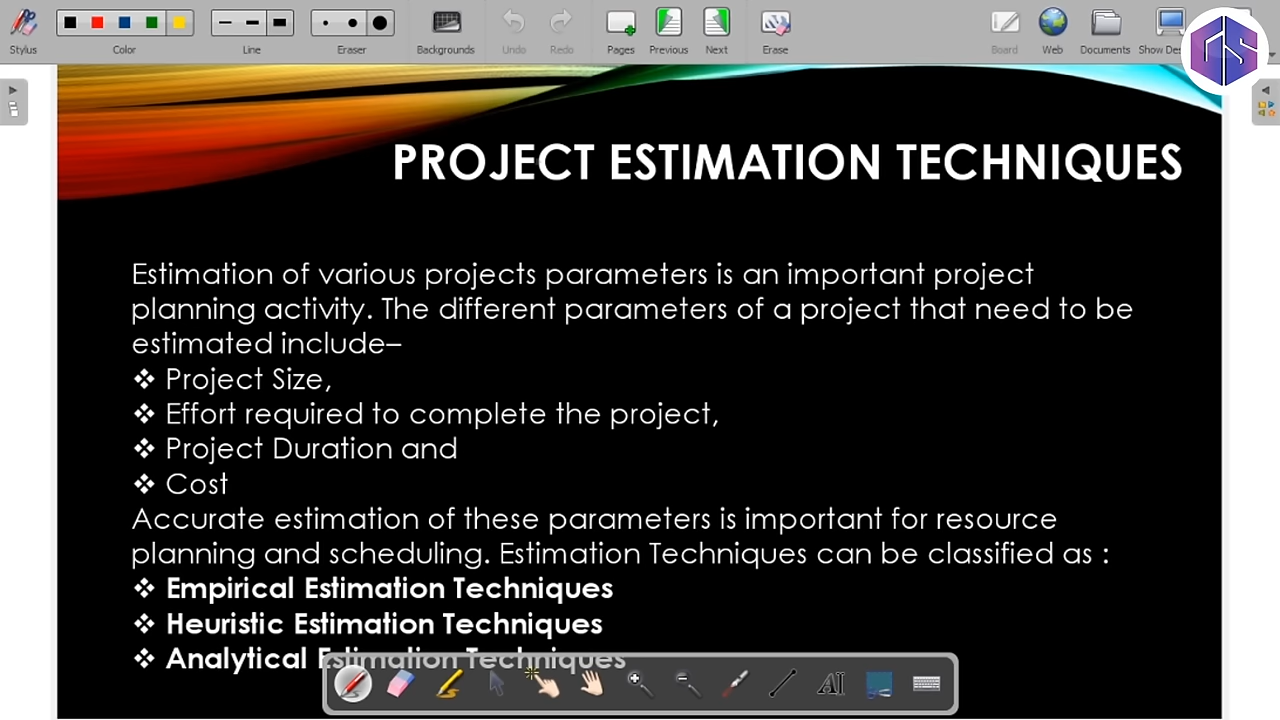 Stylus
Color
Line
Eraser
Backgrounds
Undo
Redo
Pages
Previous
Next
Erase
Board
Web
Documents
Show
PROJECT ESTIMATION TECHNIQUES
Estimation of various projects parameters is an important project
planning activity. The different parameters of a project that need to be
estimated include–
❖ Project Size,
❖ Effort required to complete the project,
❖ Project Duration and
❖ Cost
Accurate estimation of these parameters is important for resource
planning and scheduling. Estimation Techniques can be classified as :
❖ Empirical Estimation Techniques
❖ Heuristic Estimation Techniques
❖ Analytical Estimation Techniques
AI